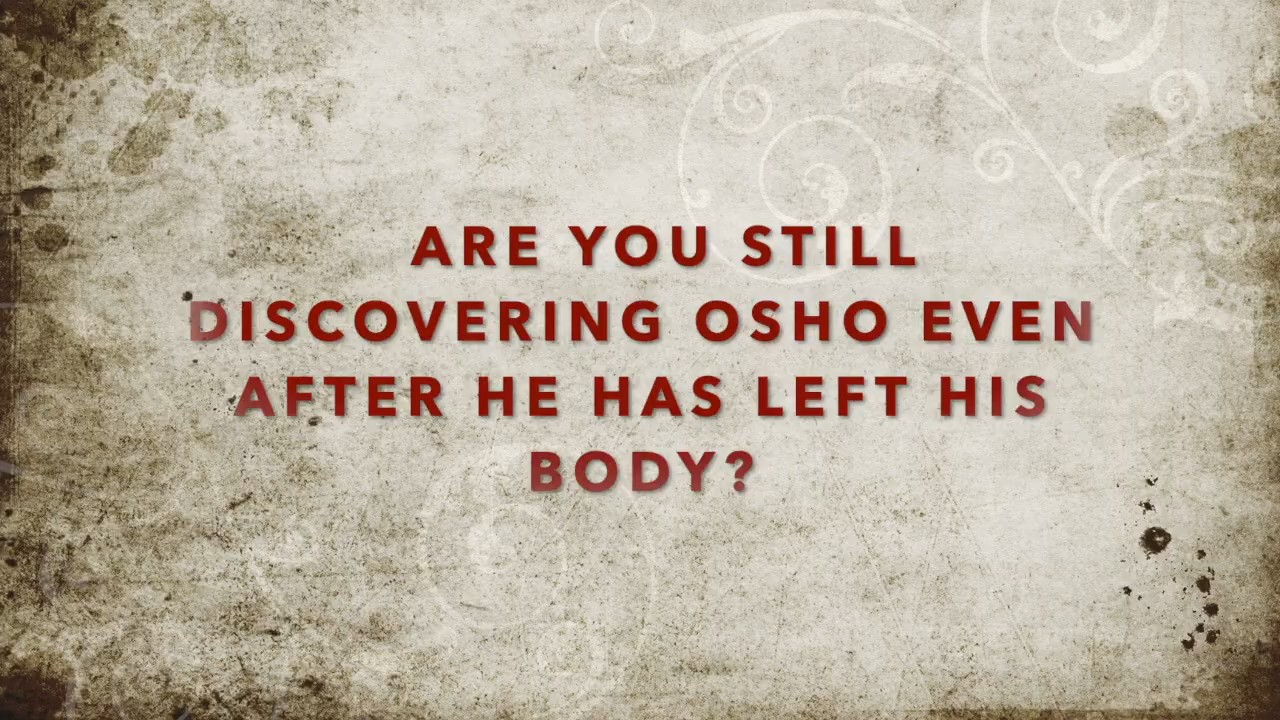 ARE YOU STILL
DISCOVERING OSHO EVEN
AFTER HE HAS LEFT HIS
BODY?